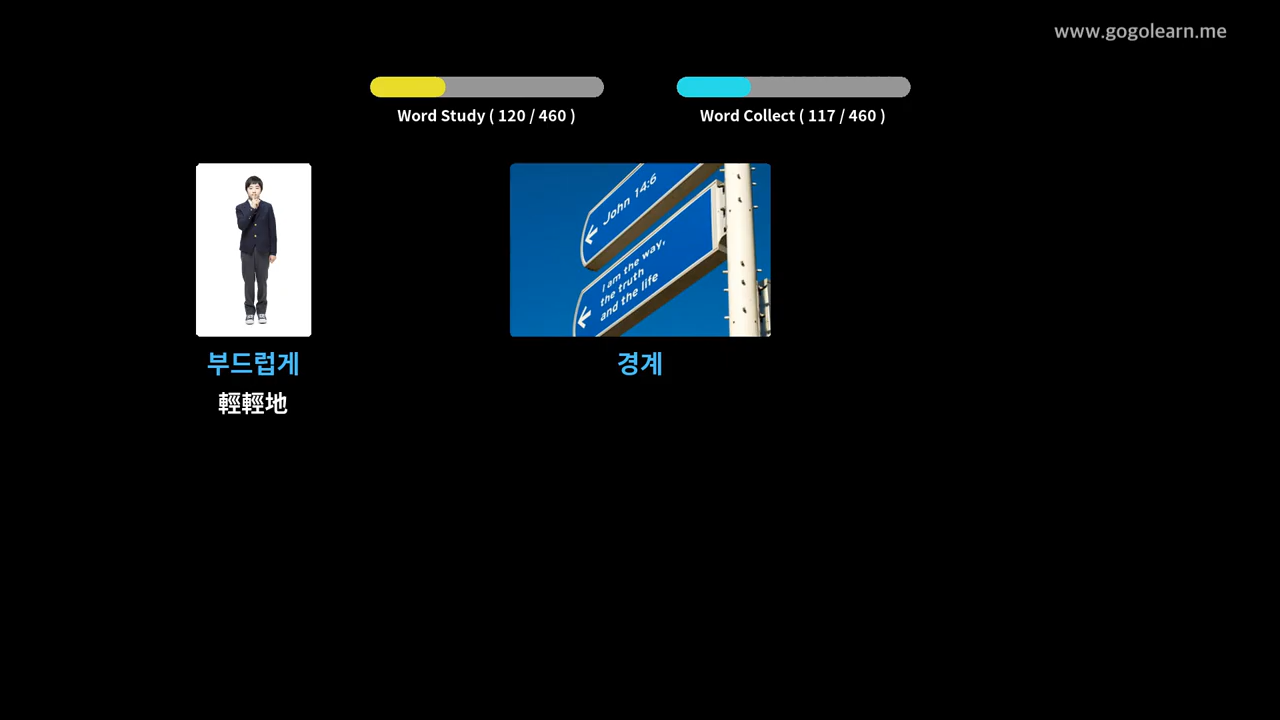 www.gogolearn.me
Word Study ( 120 / 460 )
Word Collect ( 117 / 460 )
John 14:6
I am the way,
the truth
and the life
부드럽게
경계
輕輕地